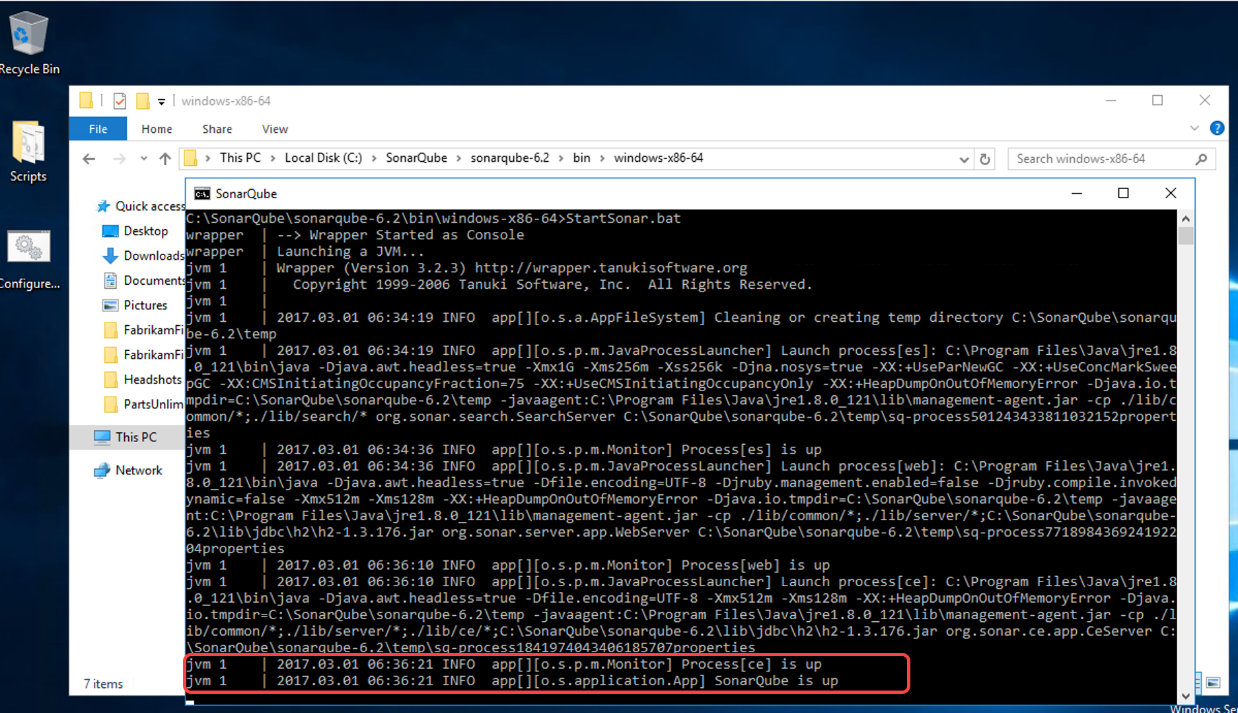 Recycle Bin
Scripts
Configure...
windows-x86-64
File Home Share View
This PC > Local Disk (C:) > SonarQube > sonarqube-6.2 > bin > windows-x86-64
Search windows-x86-64
Quick access
Desktop
Downloads
Documents
Pictures
FabrikamFi
FabrikamFi
Headshots
PartsUnlim
This PC
Network
7 items
SonarQube
C:\SonarQube\sonarqube-6.2\bin\windows-x86-64>StartSonar.bat
wrapper | --> Wrapper Started as Console
wrapper | Launching a JVM...
jvm 1 | Wrapper (Version 3.2.3) http://wrapper.tanukisoftware.org
jvm 1 | Copyright 1999-2006 Tanuki Software, Inc. All Rights Reserved.
jvm 1 |
jvm 1 | 2017.03.01 06:34:19 INFO app[][o.s.a.AppFileSystem] Cleaning or creating temp directory C:\SonarQube\sonarqu
be-6.2\temp
jvm 1 | 2017.03.01 06:34:19 INFO app[][o.s.p.m.JavaProcessLauncher] Launch process[es]: C:\Program Files\Java\jre1.8
.0_121\bin\java -Djava.awt.headless=true -Xmx1G -Xms256m -Xss256k -Djna.nosys=true -XX:+UseParNewGC -XX:+UseConcMarkSwee
pGC -XX:CMSInitiatingOccupancyFraction=75 -XX:+UseCMSInitiatingOccupancyOnly -XX:+HeapDumpOnOutOfMemoryError -Djava.io.t
mpdir=C:\SonarQube\sonarqube-6.2\temp -javaagent:C:\Program Files\Java\jre1.8.0_121\lib\management-agent.jar -cp ./lib/c
ommon/*;./lib/search/* org.sonar.search.SearchServer C:\SonarQube\sonarqube-6.2\temp\sq-process5012434338110321​52propert
ies
jvm 1 | 2017.03.01 06:34:36 INFO app[][o.s.p.m.Monitor] Process[es] is up
jvm 1 | 2017.03.01 06:34:36 INFO app[][o.s.p.m.JavaProcessLauncher] Launch process[web]: C:\Program Files\Java\jre1.
8.0_121\bin\java -Djava.awt.headless=true -Dfile.encoding=UTF-8 -Djruby.management.enabled=false -Djruby.compile.invoked
ynamic=false -Xmx512m -Xms128m -XX:+HeapDumpOnOutOfMemoryError -Djava.io.tmpdir=C:\SonarQube\sonarqube-6.2\temp -javaage
nt:C:\Program Files\Java\jre1.8.0_121\lib\management-agent.jar -cp ./lib/common/*;./lib/server/*;C:\SonarQube\sonarqube-
6.2\lib\jdbc\h2\h2-1.3.176.jar org.sonar.server.app.WebServer C:\SonarQube\sonarqube-6.2\temp\sq-process7718984369241922
04properties
jvm 1 | 2017.03.01 06:36:10 INFO app[][o.s.p.m.Monitor] Process[web] is up
jvm 1 | 2017.03.01 06:36:10 INFO app[][o.s.p.m.JavaProcessLauncher] Launch process[ce]: C:\Program Files\Java\jre1.8
.0_121\bin\java -Djava.awt.headless=true -Dfile.encoding=UTF-8 -Xmx512m -Xms128m -XX:+HeapDumpOnOutOfMemoryError -Djava.
io.tmpdir=C:\SonarQube\sonarqube-6.2\temp -javaagent:C:\Program Files\Java\jre1.8.0_121\lib\management-agent.jar -cp ./l
ib/common/*;./lib/server/*;./lib/ce/*;C:\SonarQube\sonarqube-6.2\lib\jdbc\h2\h2-1.3.176.jar org.sonar.ce.app.CeServer C:
\SonarQube\sonarqube-6.2\temp\sq-process1841974043406185707properties
jvm 1 | 2017.03.01 06:36:21 INFO app[][o.s.p.m.Monitor] Process[ce] is up
jvm 1 | 2017.03.01 06:36:21 INFO app[][o.s.application.App] SonarQube is up
Windows Se